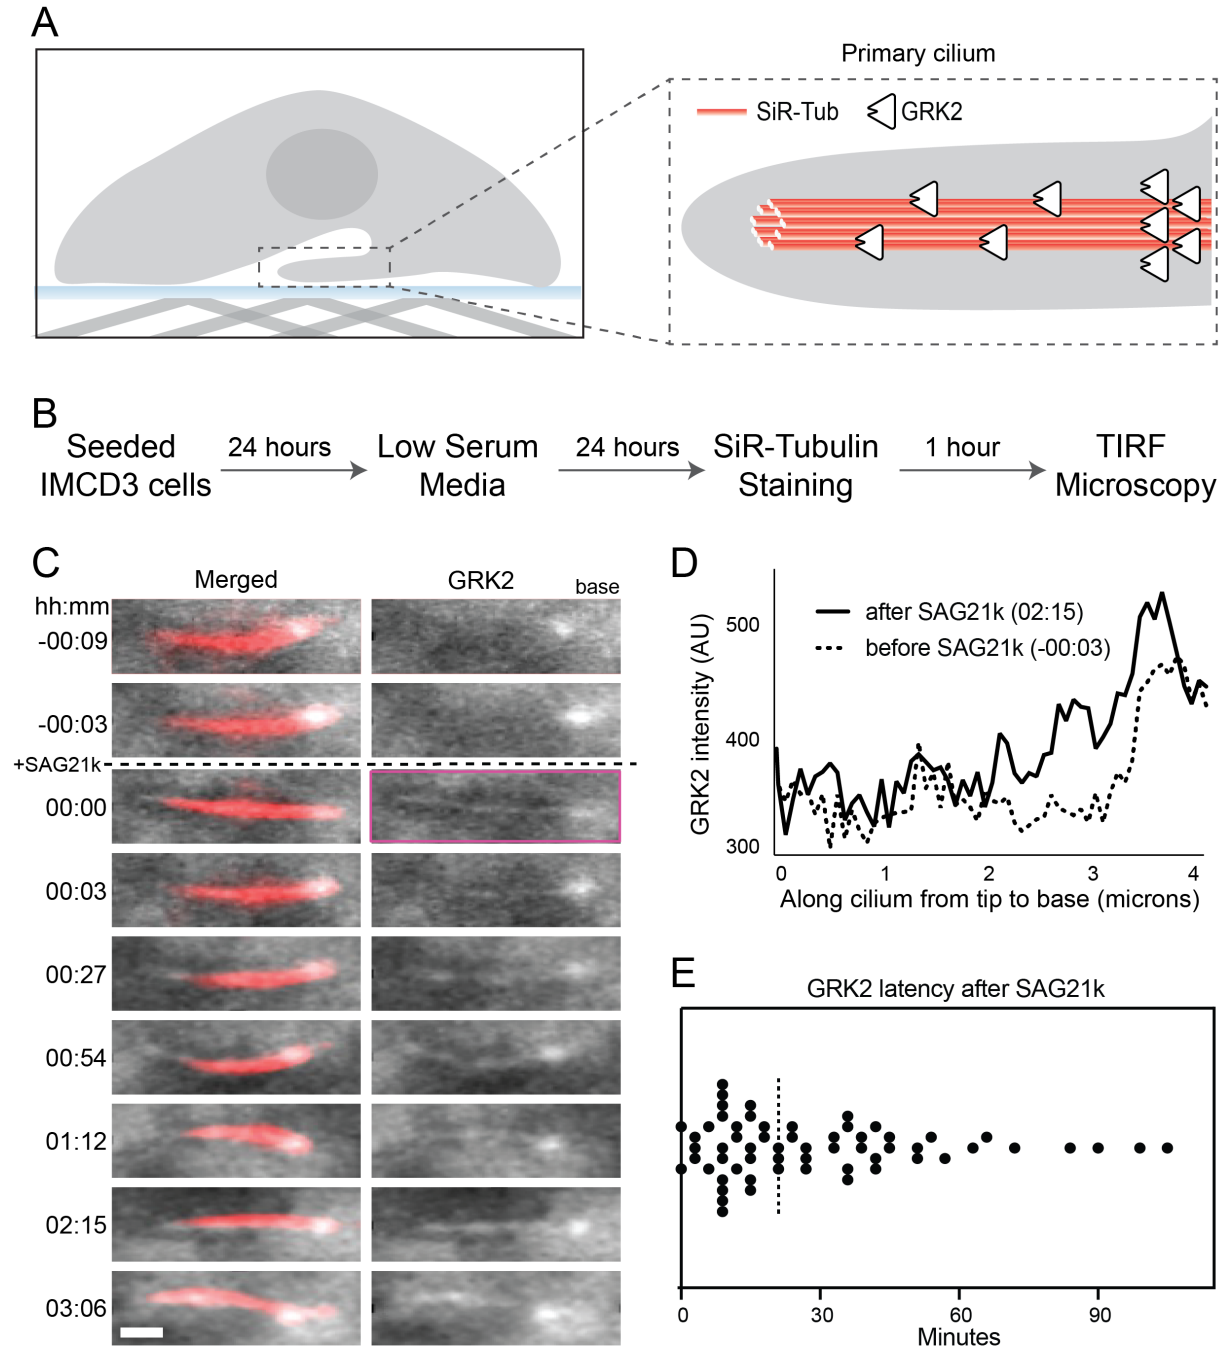 A
Primary cilium
SiR-Tub
GRK2
B
Seeded
IMCD3 cells
24 hours
Low Serum
Media
24 hours
SiR-Tubulin
Staining
1 hour
TIRF
Microscopy
C
Merged
GRK2
base
hh:mm
-00:09
-00:03
+SAG21k
00:00
00:03
00:27
00:54
01:12
02:15
03:06
D
GRK2 intensity (AU)
500
400
300
after SAG21k (02:15)
before SAG21k (-00:03)
0 1 2 3 4
Along cilium from tip to base (microns)
E
GRK2 latency after SAG21k
0 30 60 90
Minutes